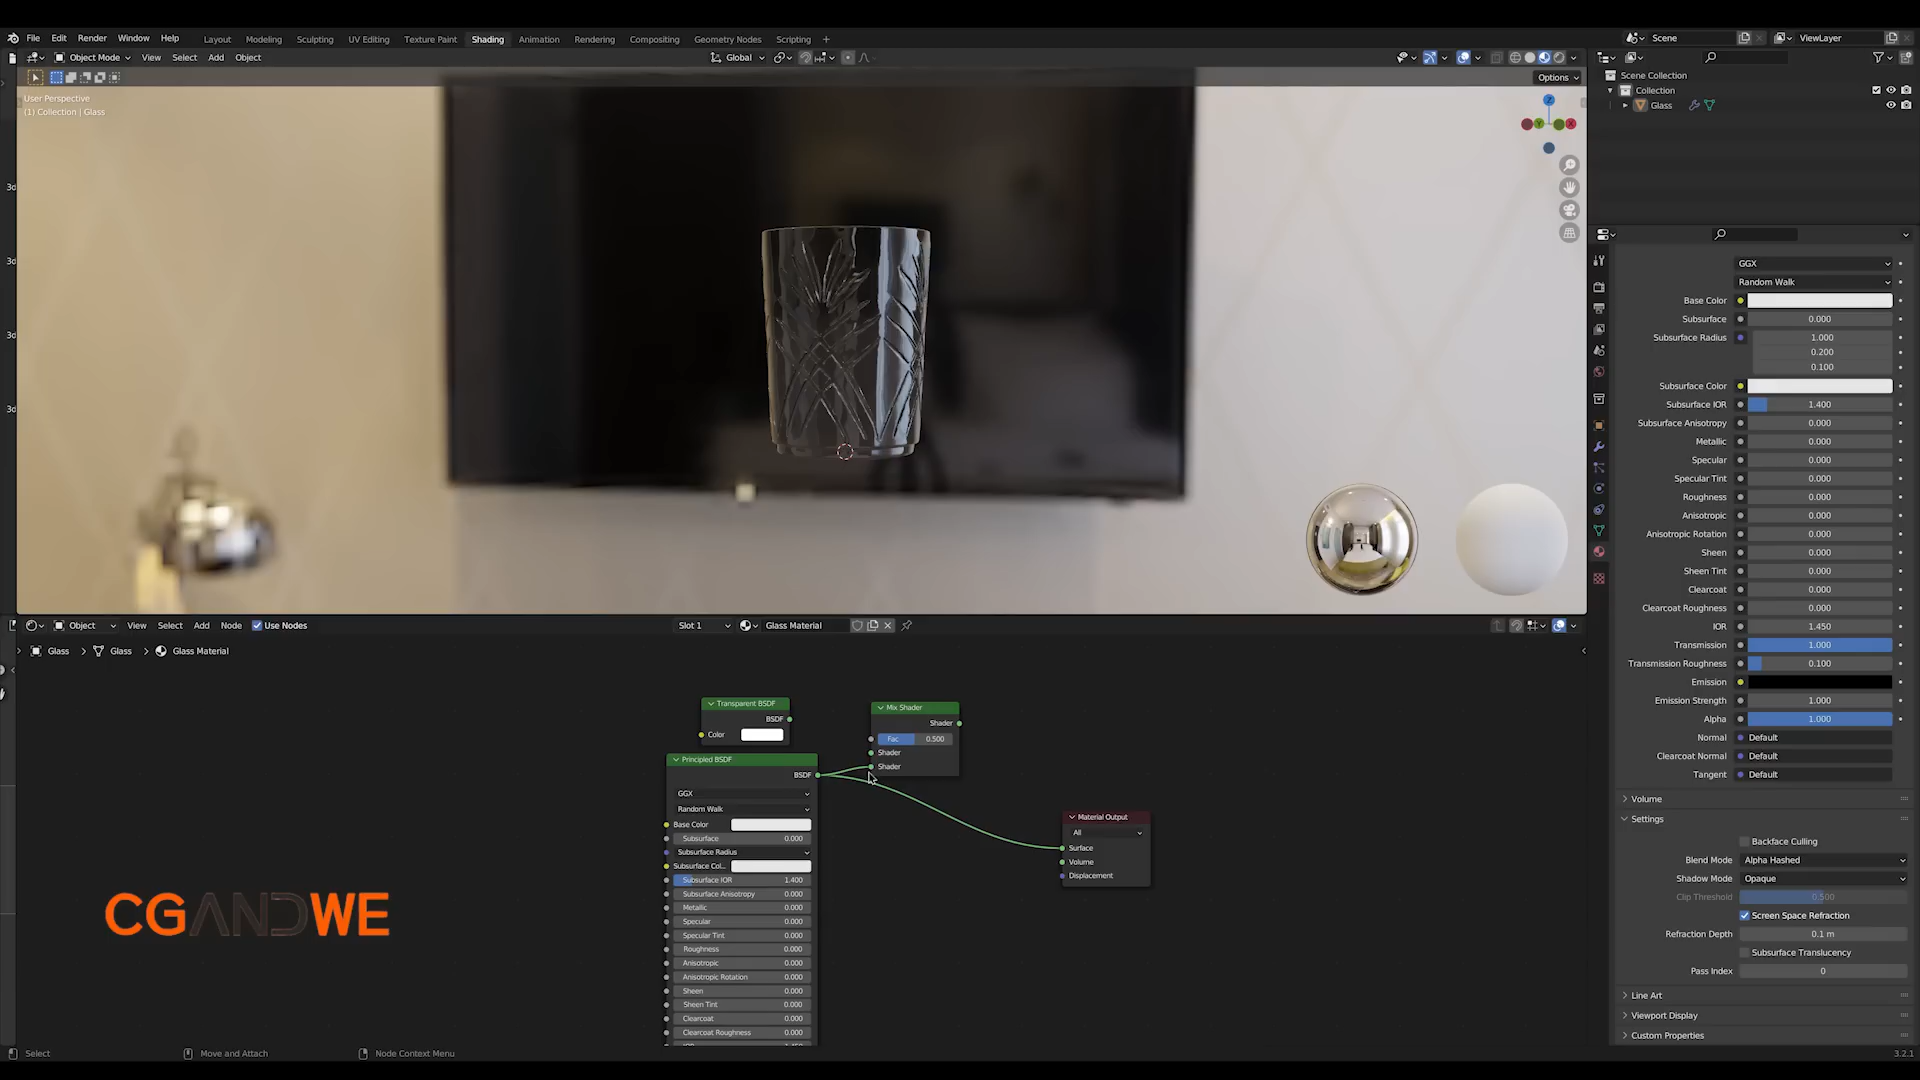 File Edit Render Window Help Layout Modeling Sculpting UV Editing Texture Paint Shading Animation Rendering Compositing Geometry Nodes Scripting + Scene ViewLayer
Object Mode View Select Add Object Global
Options
User Perspective
(1) Collection | Glass
3d
3d
3d
3d
Scene Collection
Collection
Glass
GGX
Random Walk
Base Color
Subsurface 0.000
Subsurface Radius 1.000
0.200
0.100
Subsurface Color
Subsurface IOR 1.400
Subsurface Anisotropy 0.000
Metallic 0.000
Specular 0.000
Specular Tint 0.000
Roughness 0.000
Anisotropic 0.000
Anisotropic Rotation 0.000
Sheen 0.000
Sheen Tint 0.000
Clearcoat 0.000
Clearcoat Roughness 0.000
IOR 1.450
Transmission 1.000
Transmission Roughness 0.100
Emission
Emission Strength 1.000
Alpha 1.000
Normal Default
Clearcoat Normal Default
Tangent Default
Volume
Settings
Backface Culling
Blend Mode Alpha Hashed
Shadow Mode Opaque
Clip Threshold 0.500
Screen Space Refraction
Refraction Depth 0.1 m
Subsurface Translucency
Pass Index 0
Line Art
Viewport Display
Custom Properties
Object View Select Add Node Use Nodes Slot 1 Glass Material
Glass > Glass > Glass Material
Transparent BSDF
BSDF
Color
Mix Shader
Shader
Fac 0.500
Shader
Shader
Principled BSDF
BSDF
GGX
Random Walk
Base Color
Subsurface 0.000
Subsurface Radius
Subsurface Col...
Subsurface IOR 1.400
Subsurface Anisotropy 0.000
Metallic 0.000
Specular 0.000
Specular Tint 0.000
Roughness 0.000
Anisotropic 0.000
Anisotropic Rotation 0.000
Sheen 0.000
Sheen Tint 0.000
Clearcoat 0.000
Clearcoat Roughness 0.000
Material Output
All
Surface
Volume
Displacement
CGANDWE
Select Move and Attach Node Context Menu 3.2.1